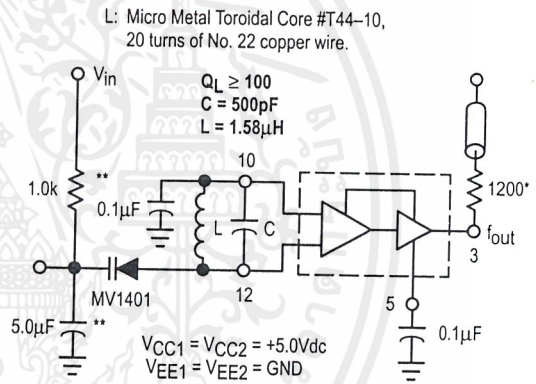 L: Micro Metal Toroidal Core #T44–10,
20 turns of No. 22 copper wire.
Vin
QL ≥ 100
C = 500pF
L = 1.58μH
10
1.0k
**
0.1μF
L
C
1200*
fout
3
12
MV1401
5
5.0μF
**
0.1μF
VCC1 = VCC2 = +5.0Vdc
VEE1 = VEE2 = GND